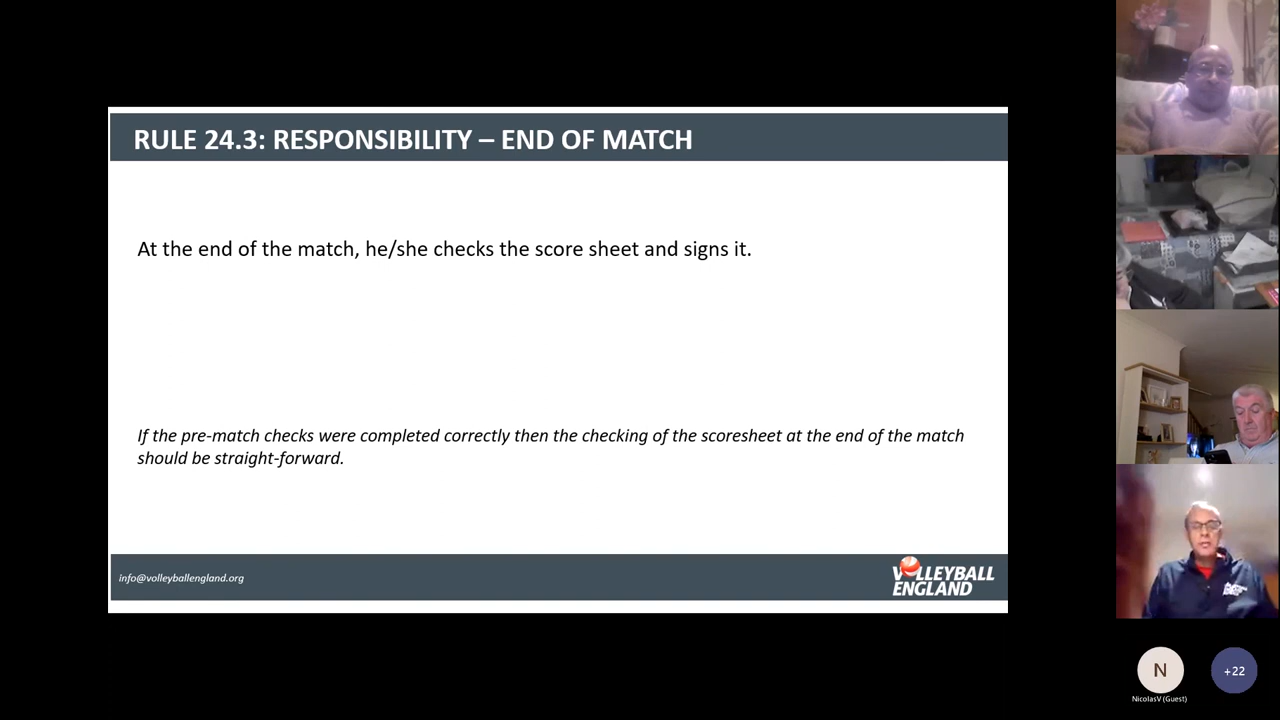 RULE 24.3: RESPONSIBILITY – END OF MATCH
At the end of the match, he/she checks the score sheet and signs it.
If the pre-match checks were completed correctly then the checking of the scoresheet at the end of the match
should be straight-forward.
info@volleyballengland.org
VOLLEYBALL
ENGLAND
N
+22
NicolasV (Guest)